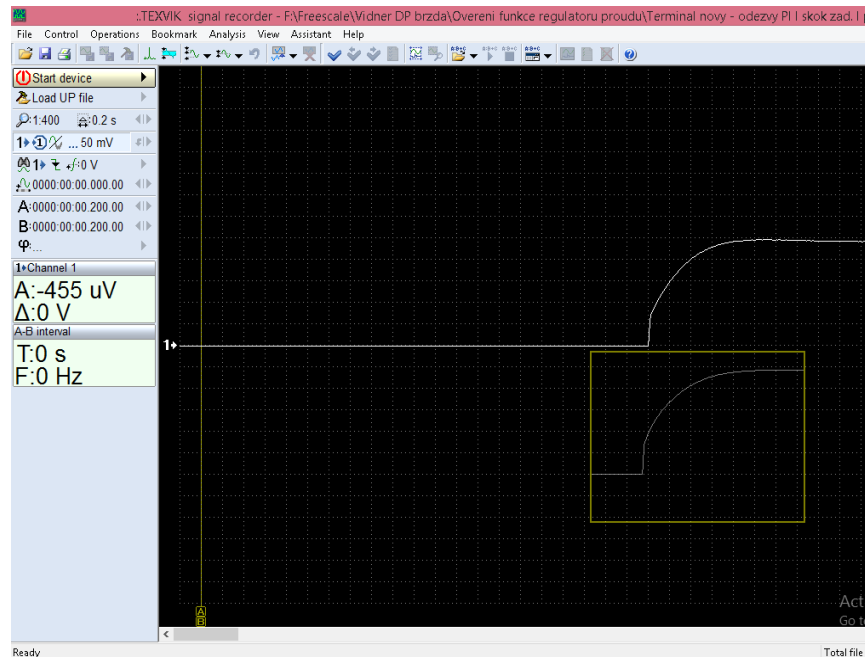 :.TEXVIK signal recorder - F:\Freescale\Vidner DP brzda\Overeni funkce regulatoru proudu\Terminal novy - odezvy PI I skok zad. I p
File Control Operations Bookmark Analysis View Assistant Help
Start device
Load UP file
1:400 0.2 s
1 1 ... 50 mV
1 0 V
0000:00:00.000.00
A:0000:00:00.200.00
B:0000:00:00.200.00
φ:...
1 Channel 1
A:-455 uV
Δ:0 V
A-B interval
T:0 s
F:0 Hz
1
A
B
Act
Go to
Ready Total file